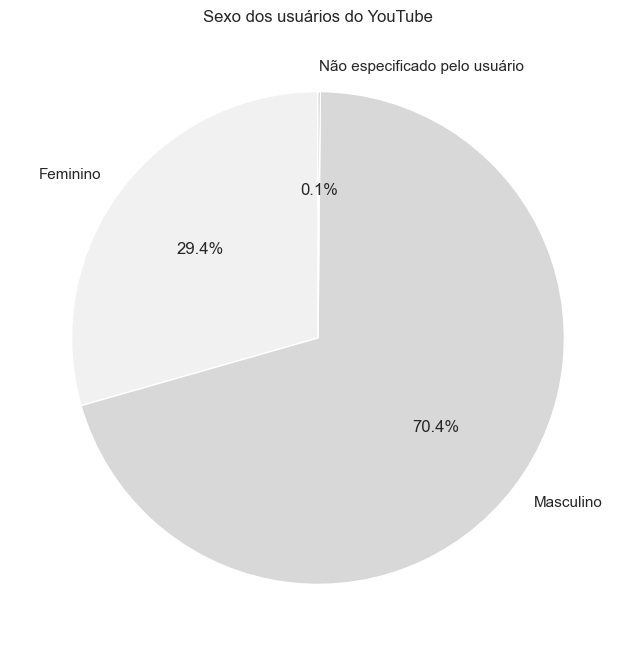 Sexo dos usuários do YouTube
Não especificado pelo usuário
Feminino
0.1%
29.4%
70.4%
Masculino